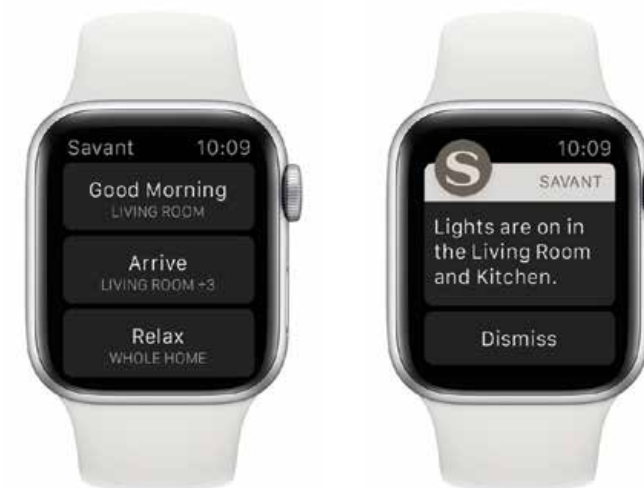 Savant 10:09
Good Morning
LIVING ROOM
Arrive
LIVING ROOM +3
Relax
WHOLE HOME
10:09
S SAVANT
Lights are on in
the Living Room
and Kitchen.
Dismiss